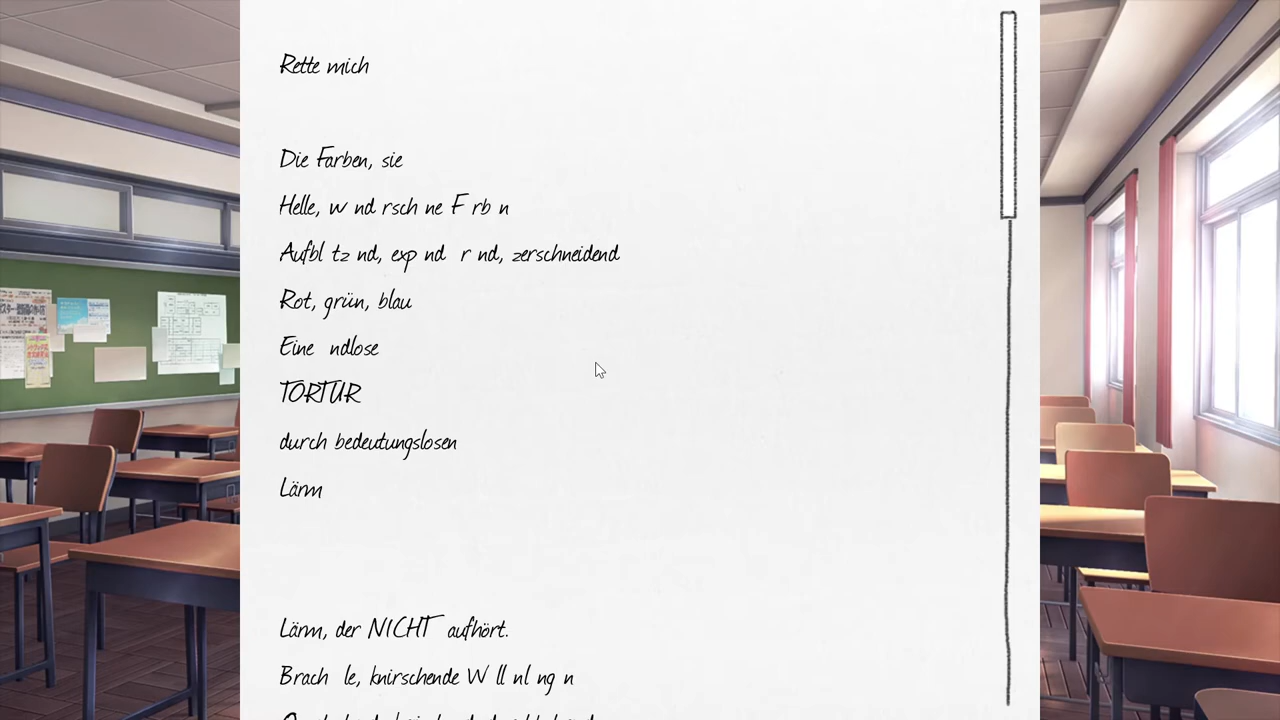 Rette mich
Die Farben, sie
Helle, w nd rsch ne F rb n
Aufbl tz nd, exp nd  r nd, zerschneidend
Rot, grün, blau
Eine  ndlose
TORTUR
durch bedeutungslosen
Lärm
Lärm, der NICHT aufhört.
Brach  le, knirschende W ll nl ng n